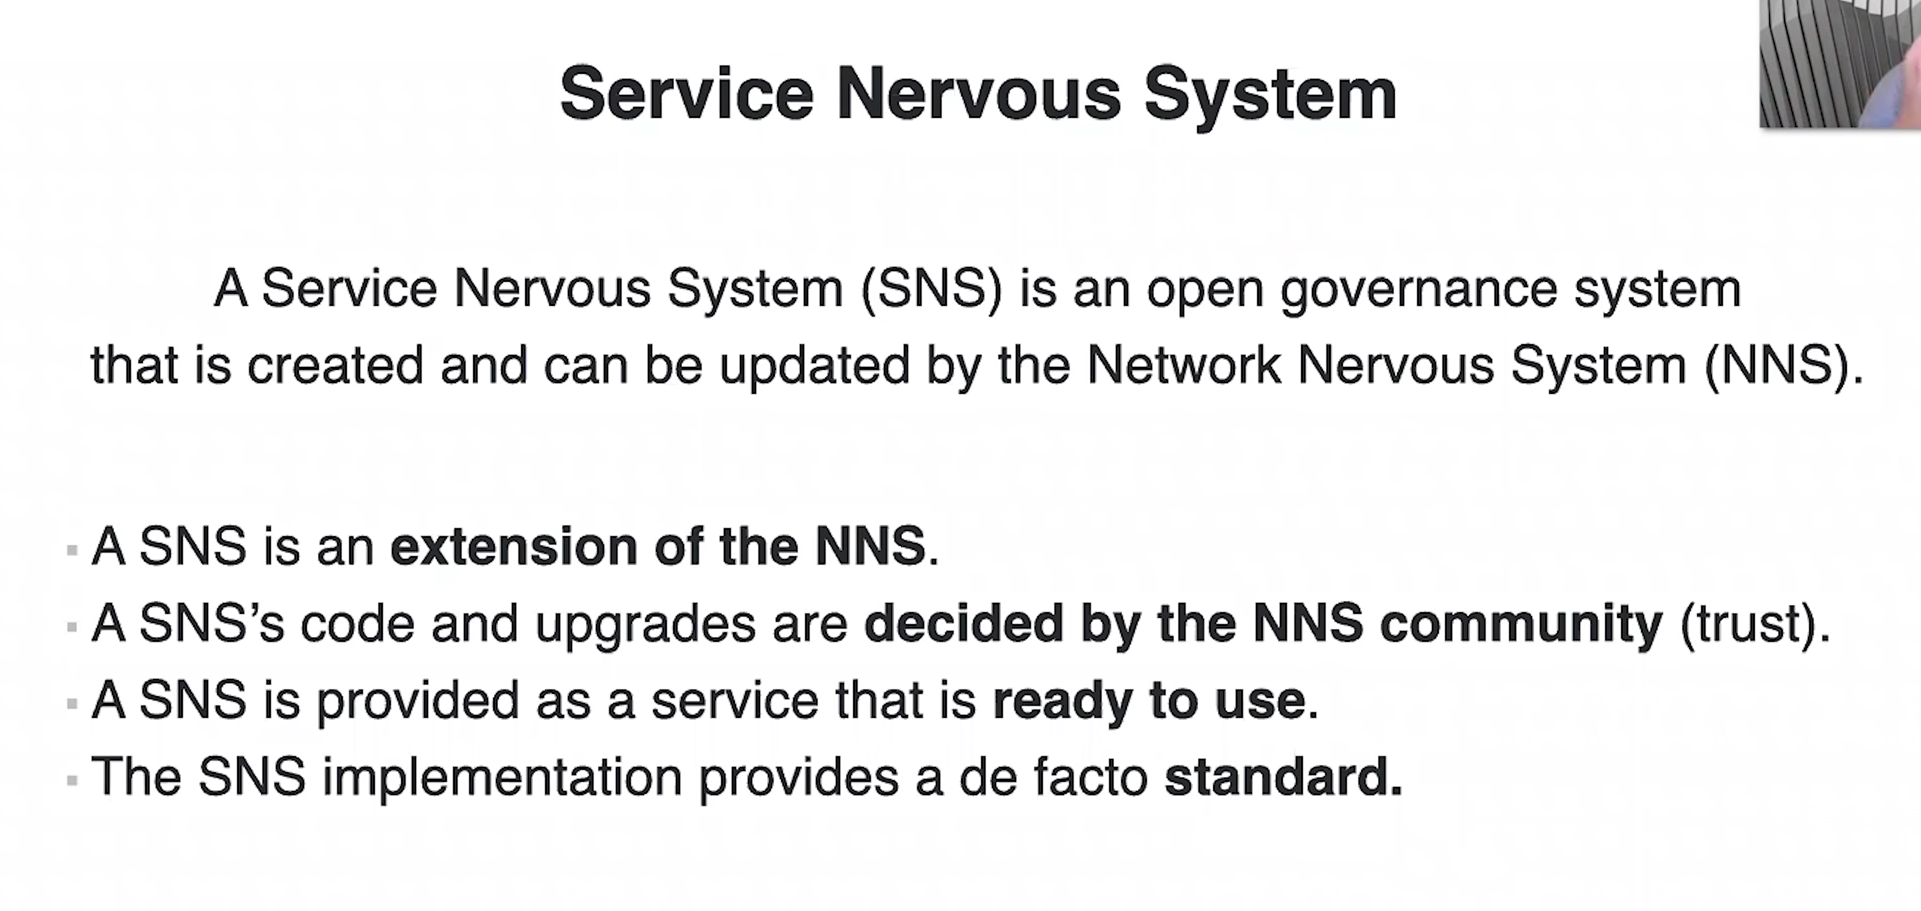 Service Nervous System
A Service Nervous System (SNS) is an open governance system
that is created and can be updated by the Network Nervous System (NNS).
▪ A SNS is an extension of the NNS.
▪ A SNS’s code and upgrades are decided by the NNS community (trust).
▪ A SNS is provided as a service that is ready to use.
▪ The SNS implementation provides a de facto standard.